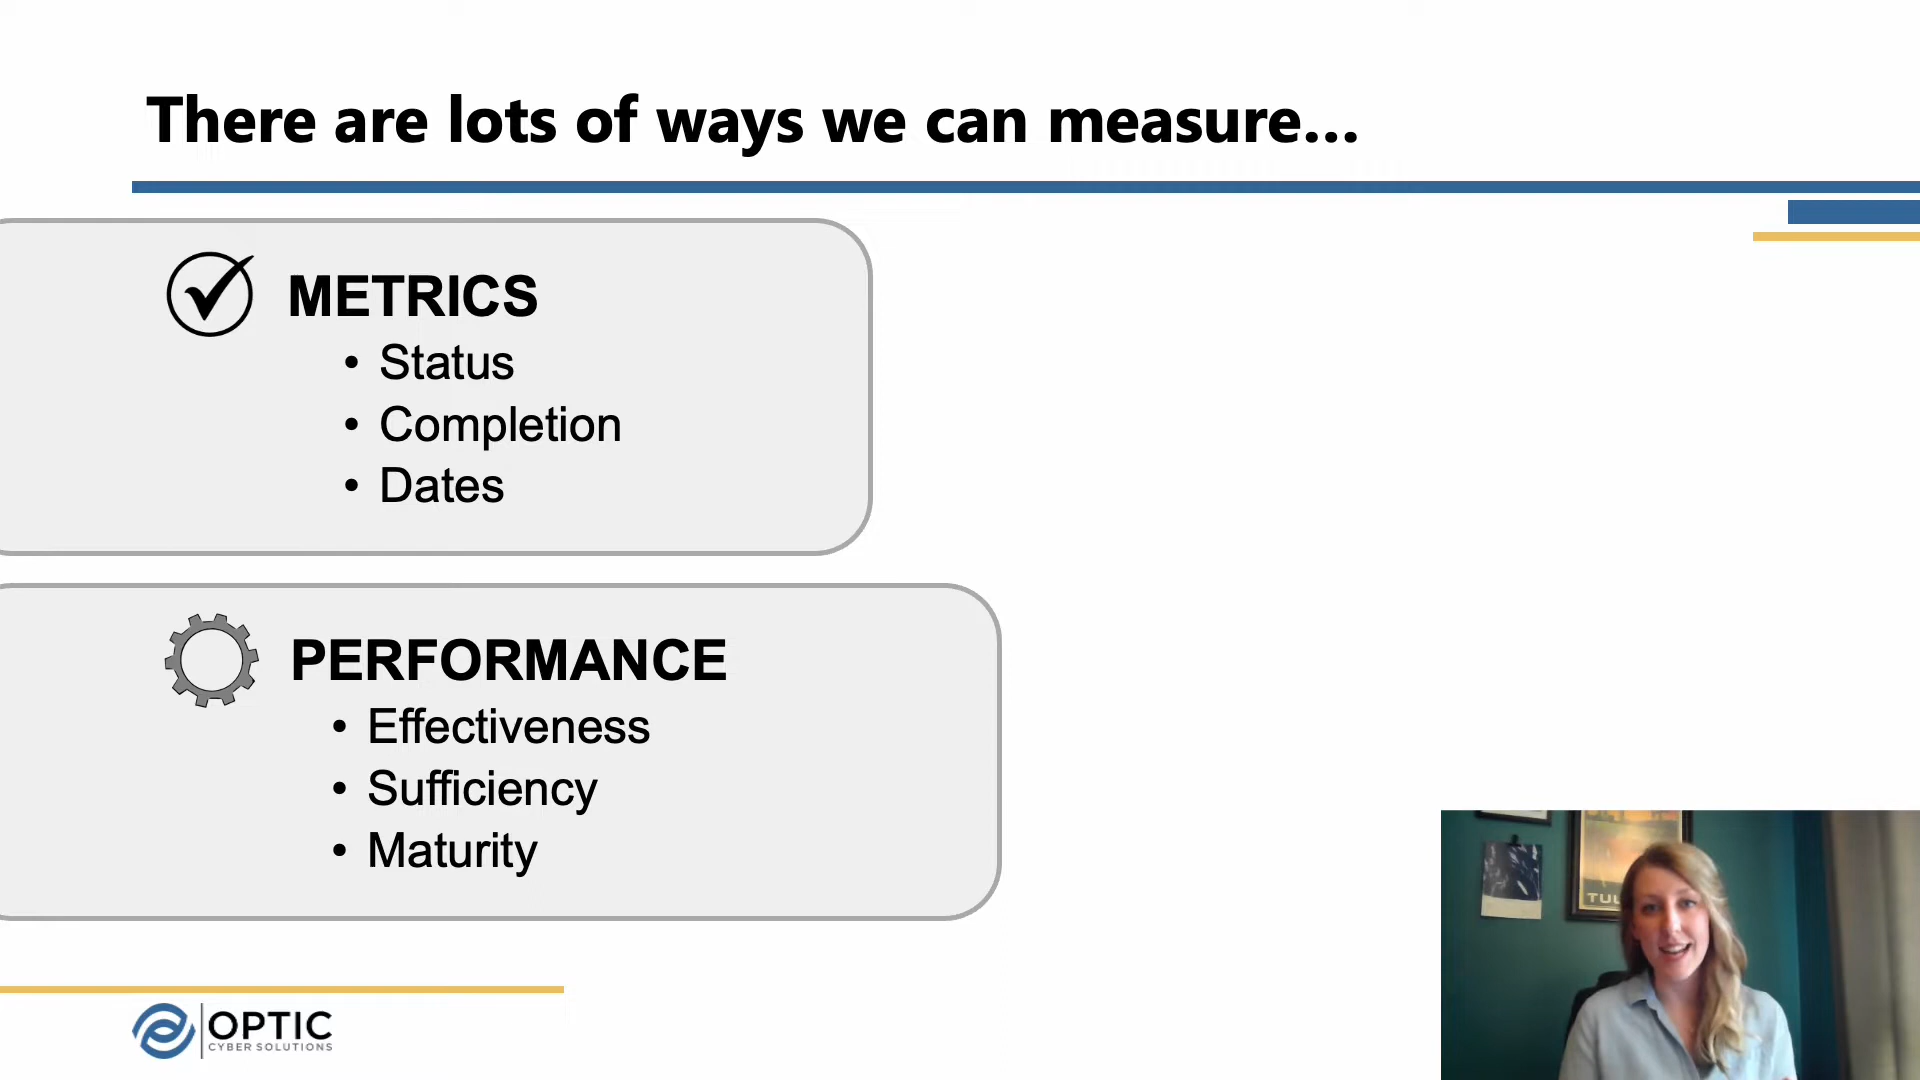 There are lots of ways we can measure...
METRICS
• Status
• Completion
• Dates
PERFORMANCE
• Effectiveness
• Sufficiency
• Maturity
OPTIC
CYBER SOLUTIONS